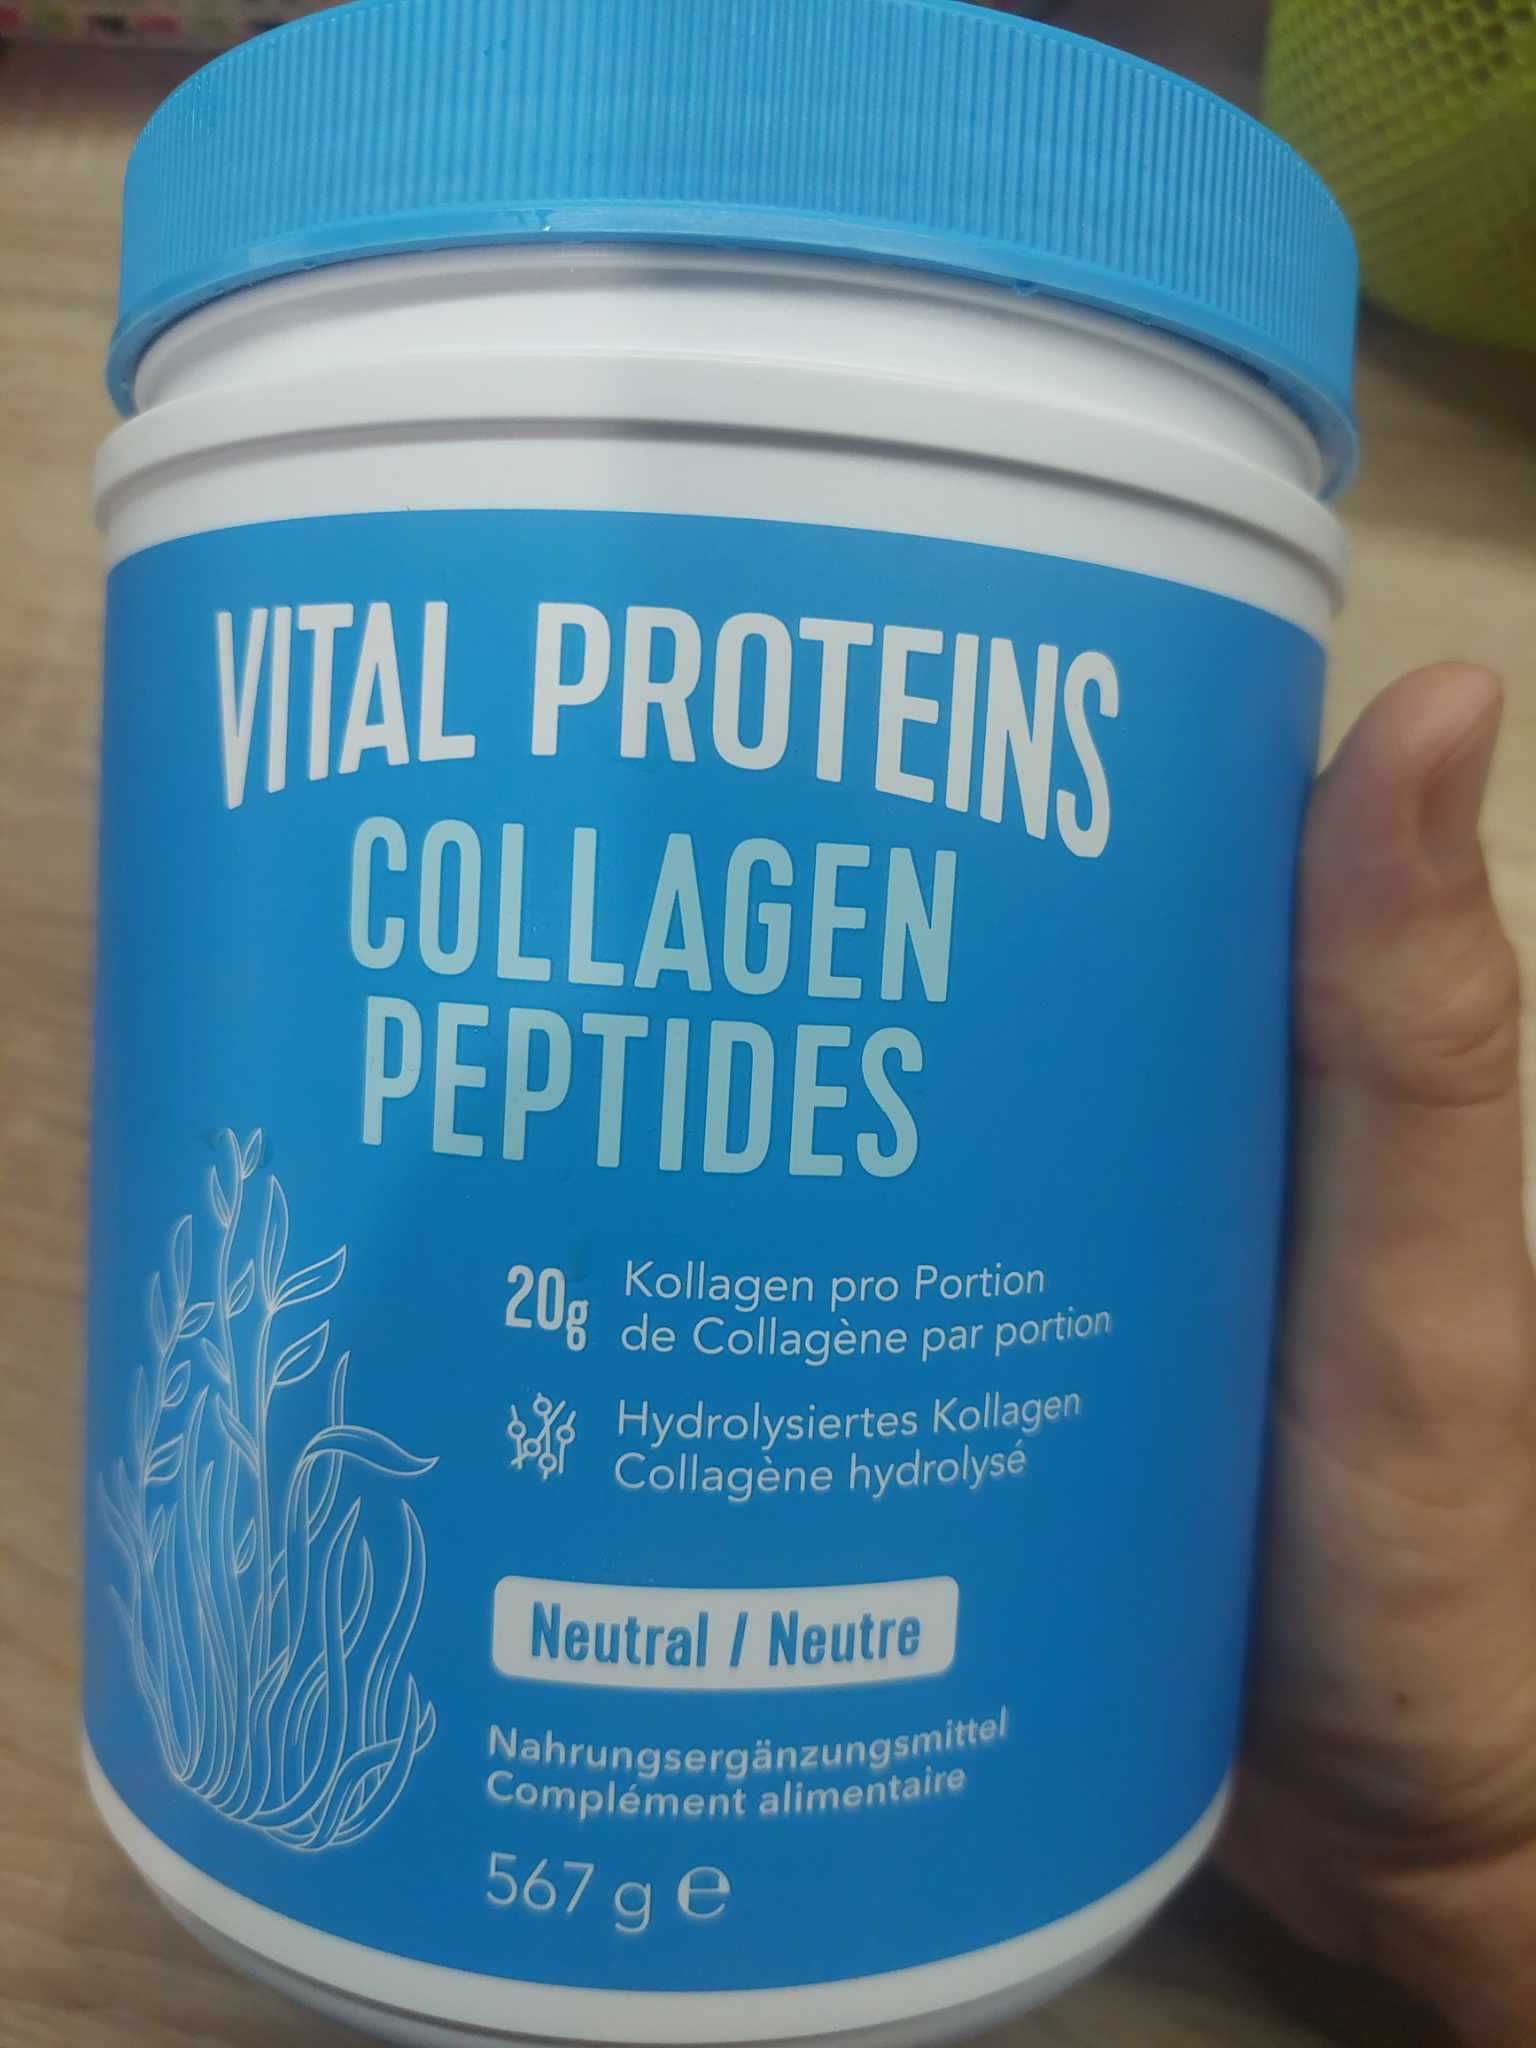 VITAL PROTEINS
COLLAGEN
PEPTIDES
20g
Kollagen pro Portion
de Collagène par portion
Hydrolysiertes Kollagen
Collagène hydrolysé
Neutral / Neutre
Nahrungsergänzungsmittel
Complément alimentaire
567 g ℮